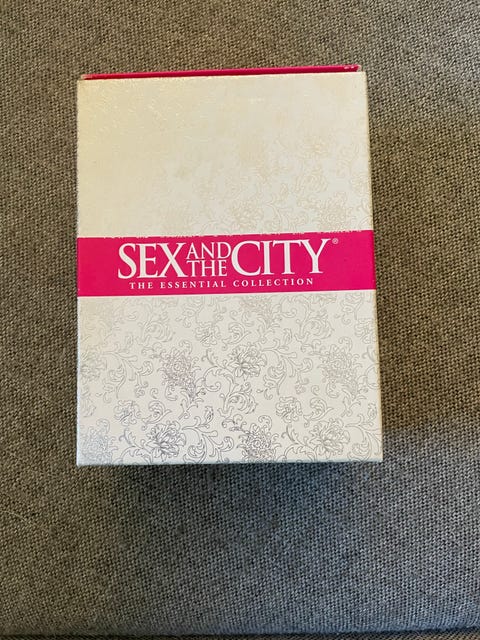 SEX AND THE CITY®
THE ESSENTIAL COLLECTION